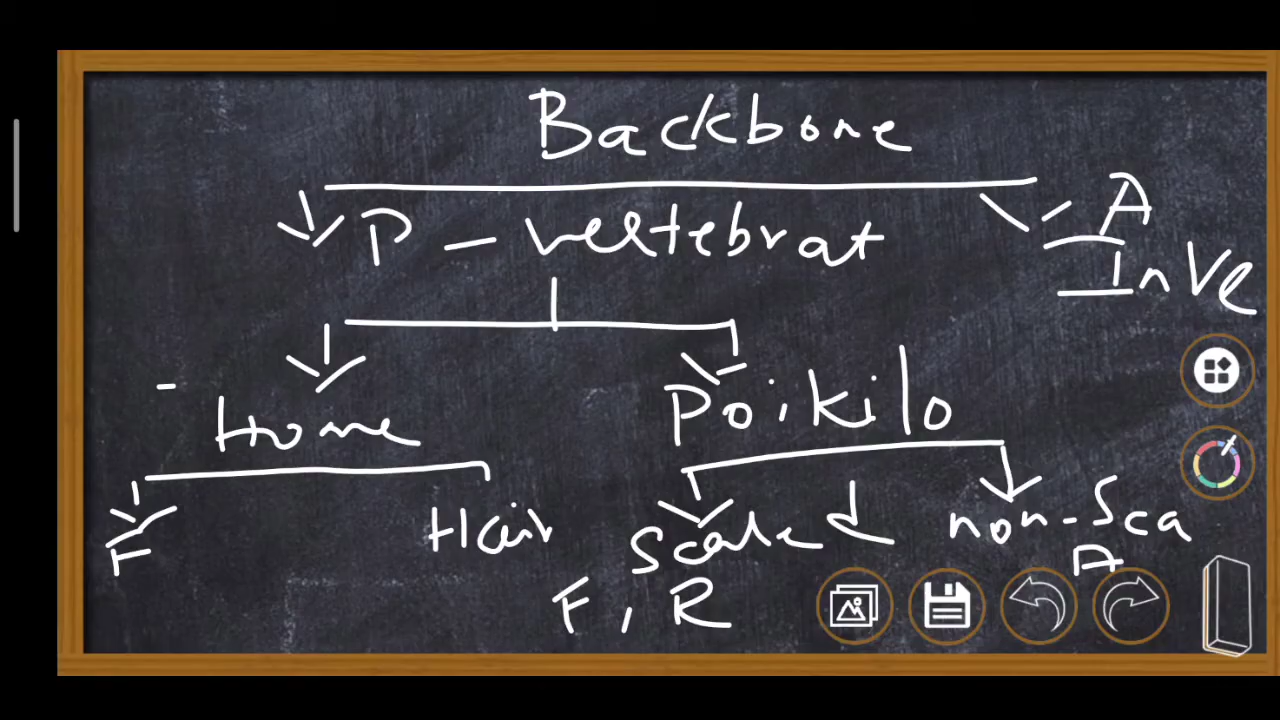 Backbone
P - vertebrat
A
InVe
Home
Poikilo
F
Hair
Scaled
non-Sca
F, R
A